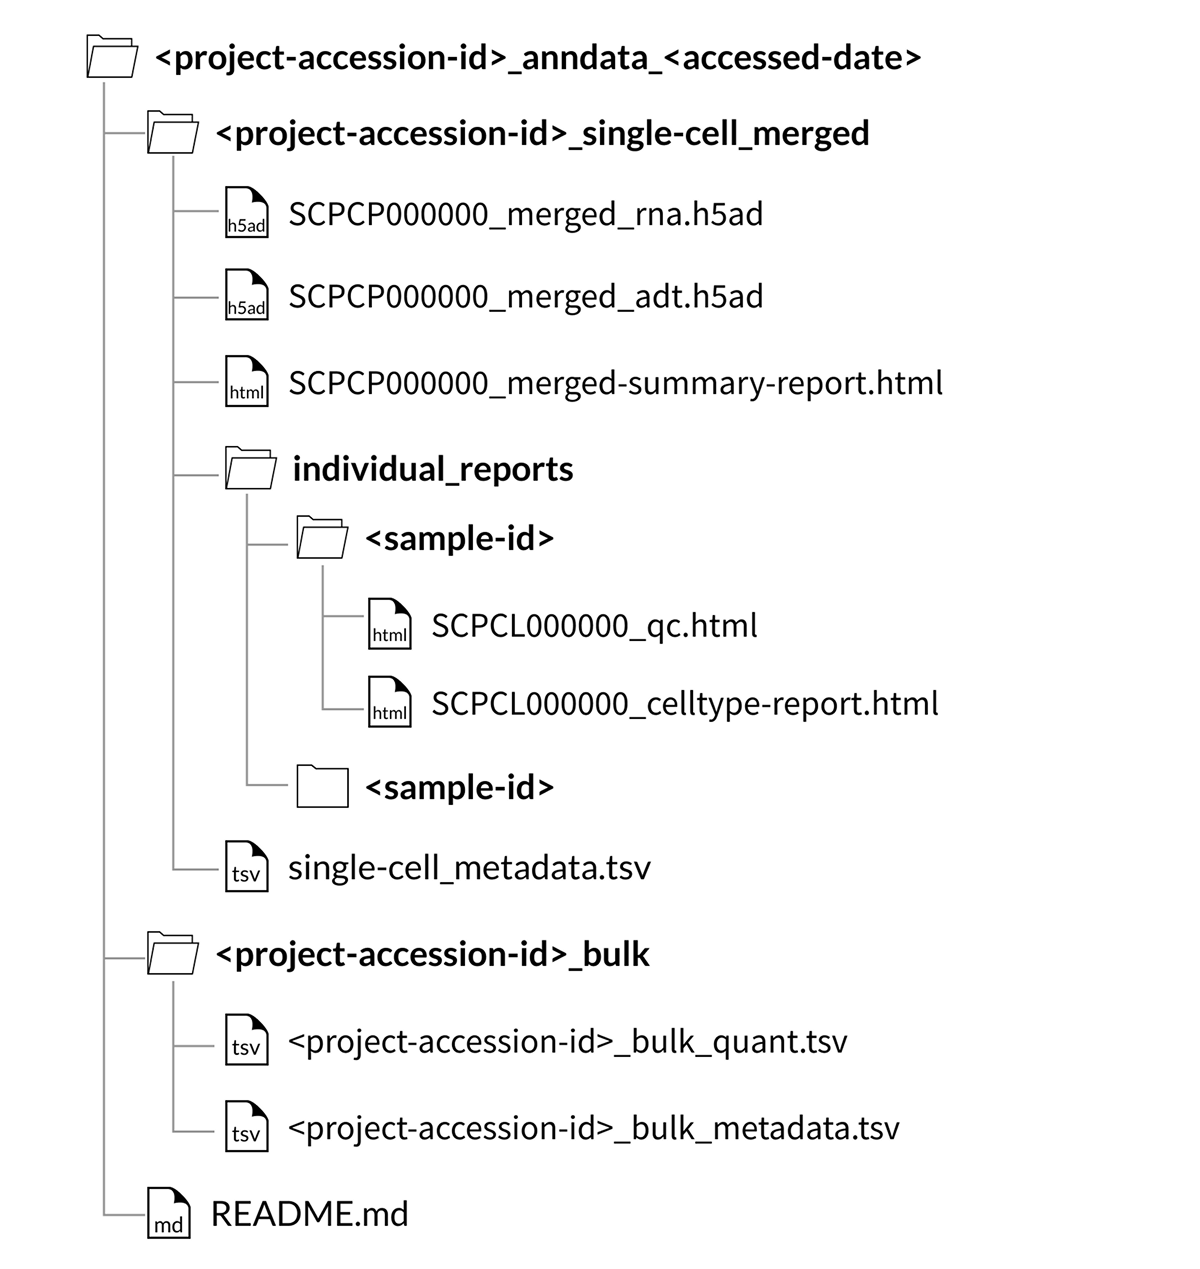 <project-accession-id>_anndata_<accessed-date>
<project-accession-id>_single-cell_merged
h5ad SCPCP000000_merged_rna.h5ad
h5ad SCPCP000000_merged_adt.h5ad
html SCPCP000000_merged-summary-report.html
individual_reports
<sample-id>
html SCPCL000000_qc.html
html SCPCL000000_celltype-report.html
<sample-id>
tsv single-cell_metadata.tsv
<project-accession-id>_bulk
tsv <project-accession-id>_bulk_quant.tsv
tsv <project-accession-id>_bulk_metadata.tsv
md README.md